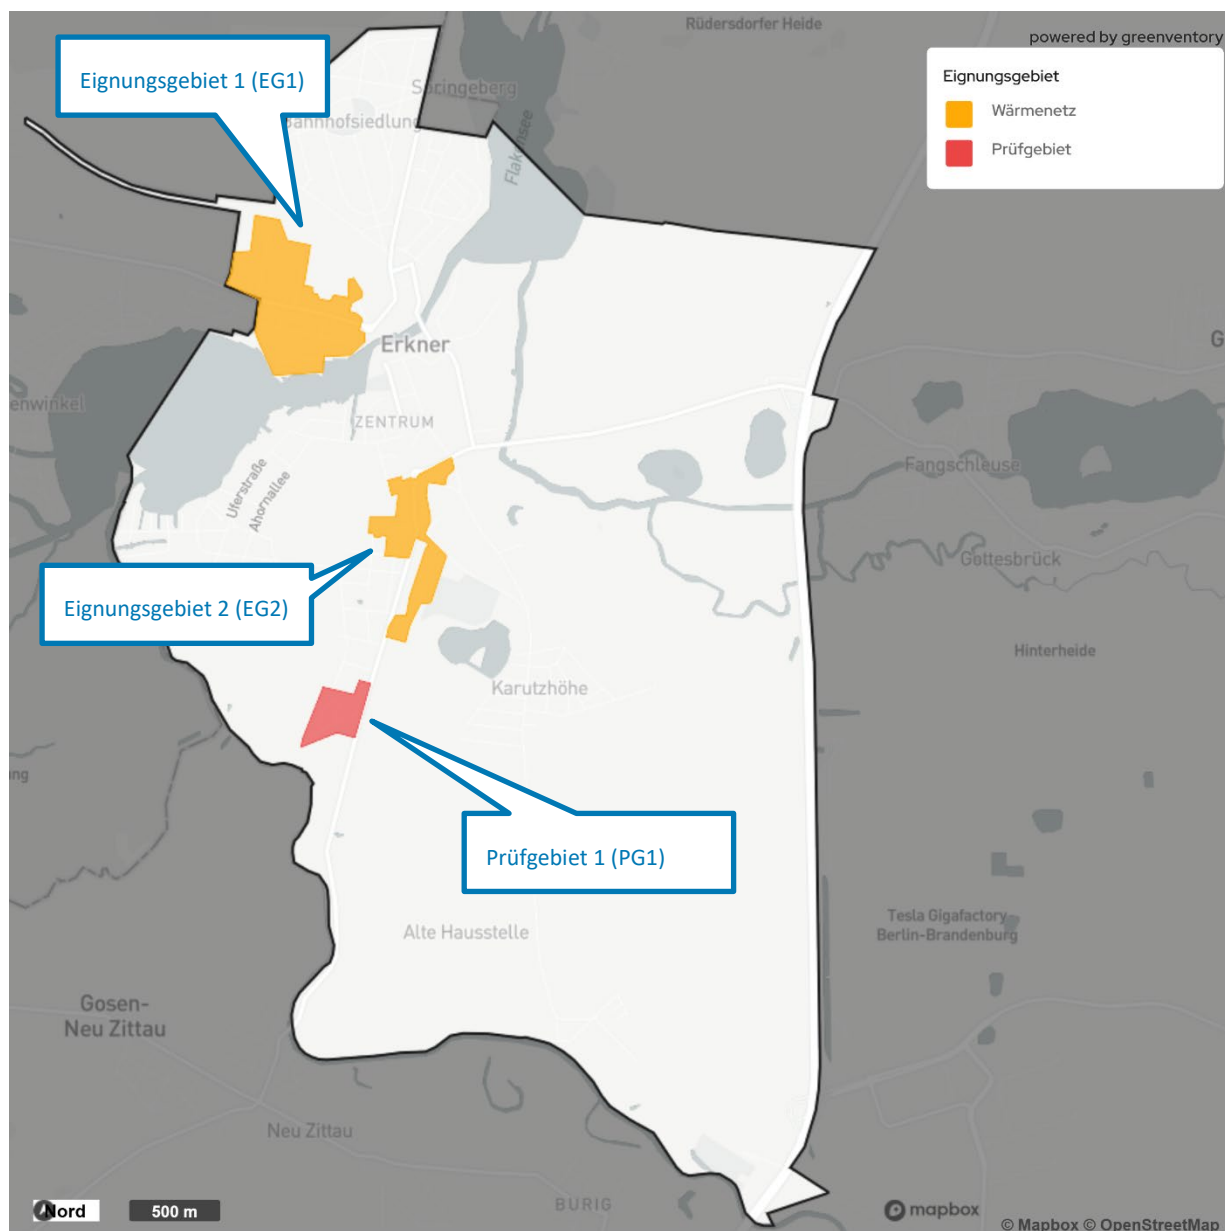 Rüdersdorfer Heide
powered by greenventory
Eignungsgebiet 1 (EG1)
Eignungsgebiet
Wärmenetz
Prüfgebiet
Springeberg
Bahnhofsiedlung
Flakensee
Erkner
G
enwinkel
ZENTRUM
Uferstraße
Ahornallee
Fangschleuse
Gottesbrück
Eignungsgebiet 2 (EG2)
Hinterheide
Karutzhöhe
ng
Prüfgebiet 1 (PG1)
Alte Hausstelle
Tesla Gigafactory
Berlin-Brandenburg
Gosen-
Neu Zittau
Neu Zittau
BURIG
Nord
500 m
mapbox
© Mapbox © OpenStreetMap